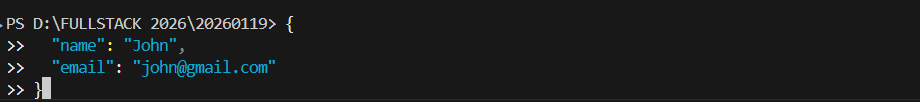 PS D:\FULLSTACK 2026\20260119> {
>>   "name": "John",
>>   "email": "john@gmail.com"
>> }